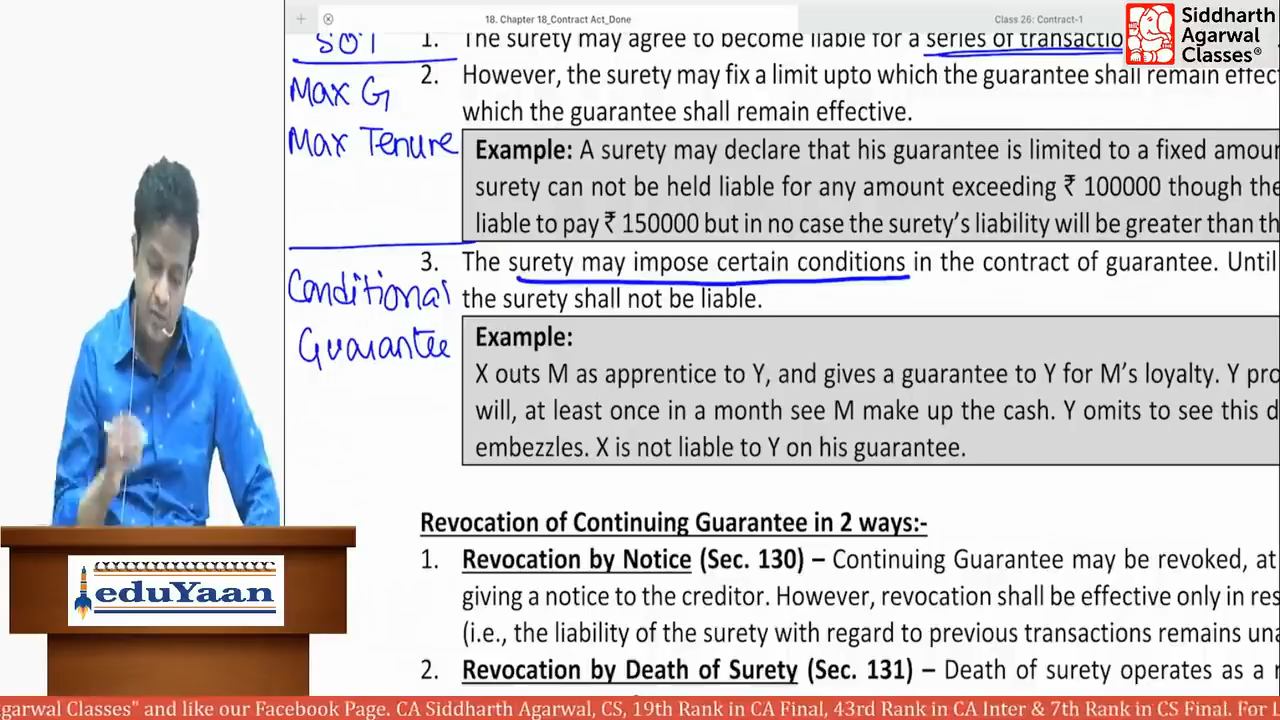 18. Chapter 18_Contract Act_Done
Class 26: Contract-1
Siddharth
Agarwal
Classes®
SOT
1. The surety may agree to become liable for a series of transactio
Max G
2. However, the surety may fix a limit upto which the guarantee shall remain effec
which the guarantee shall remain effective.
Max Tenure
Example: A surety may declare that his guarantee is limited to a fixed amour
surety can not be held liable for any amount exceeding ₹ 100000 though the
liable to pay ₹ 150000 but in no case the surety's liability will be greater than th
Conditional
Guarantee
3. The surety may impose certain conditions in the contract of guarantee. Until
the surety shall not be liable.
Example:
X outs M as apprentice to Y, and gives a guarantee to Y for M's loyalty. Y pro
will, at least once in a month see M make up the cash. Y omits to see this d
embezzles. X is not liable to Y on his guarantee.
Revocation of Continuing Guarantee in 2 ways:-
1. Revocation by Notice (Sec. 130) – Continuing Guarantee may be revoked, at
giving a notice to the creditor. However, revocation shall be effective only in res
(i.e., the liability of the surety with regard to previous transactions remains una
2. Revocation by Death of Surety (Sec. 131) – Death of surety operates as a r
eduYaan
garwal Classes" and like our Facebook Page. CA Siddharth Agarwal, CS, 19th Rank in CA Final, 43rd Rank in CA Inter & 7th Rank in CS Final. For